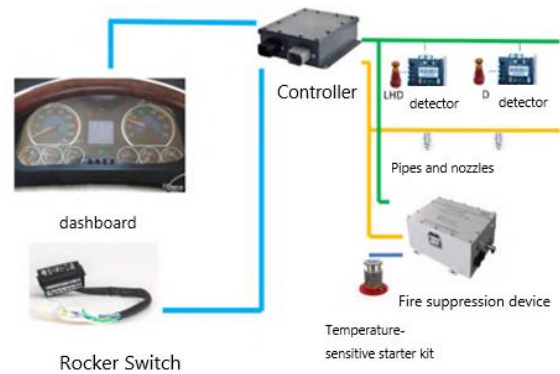 Controller
LHD
detector
D
detector
Pipes and nozzles
dashboard
Fire suppression device
Temperature-
sensitive starter kit
Rocker Switch